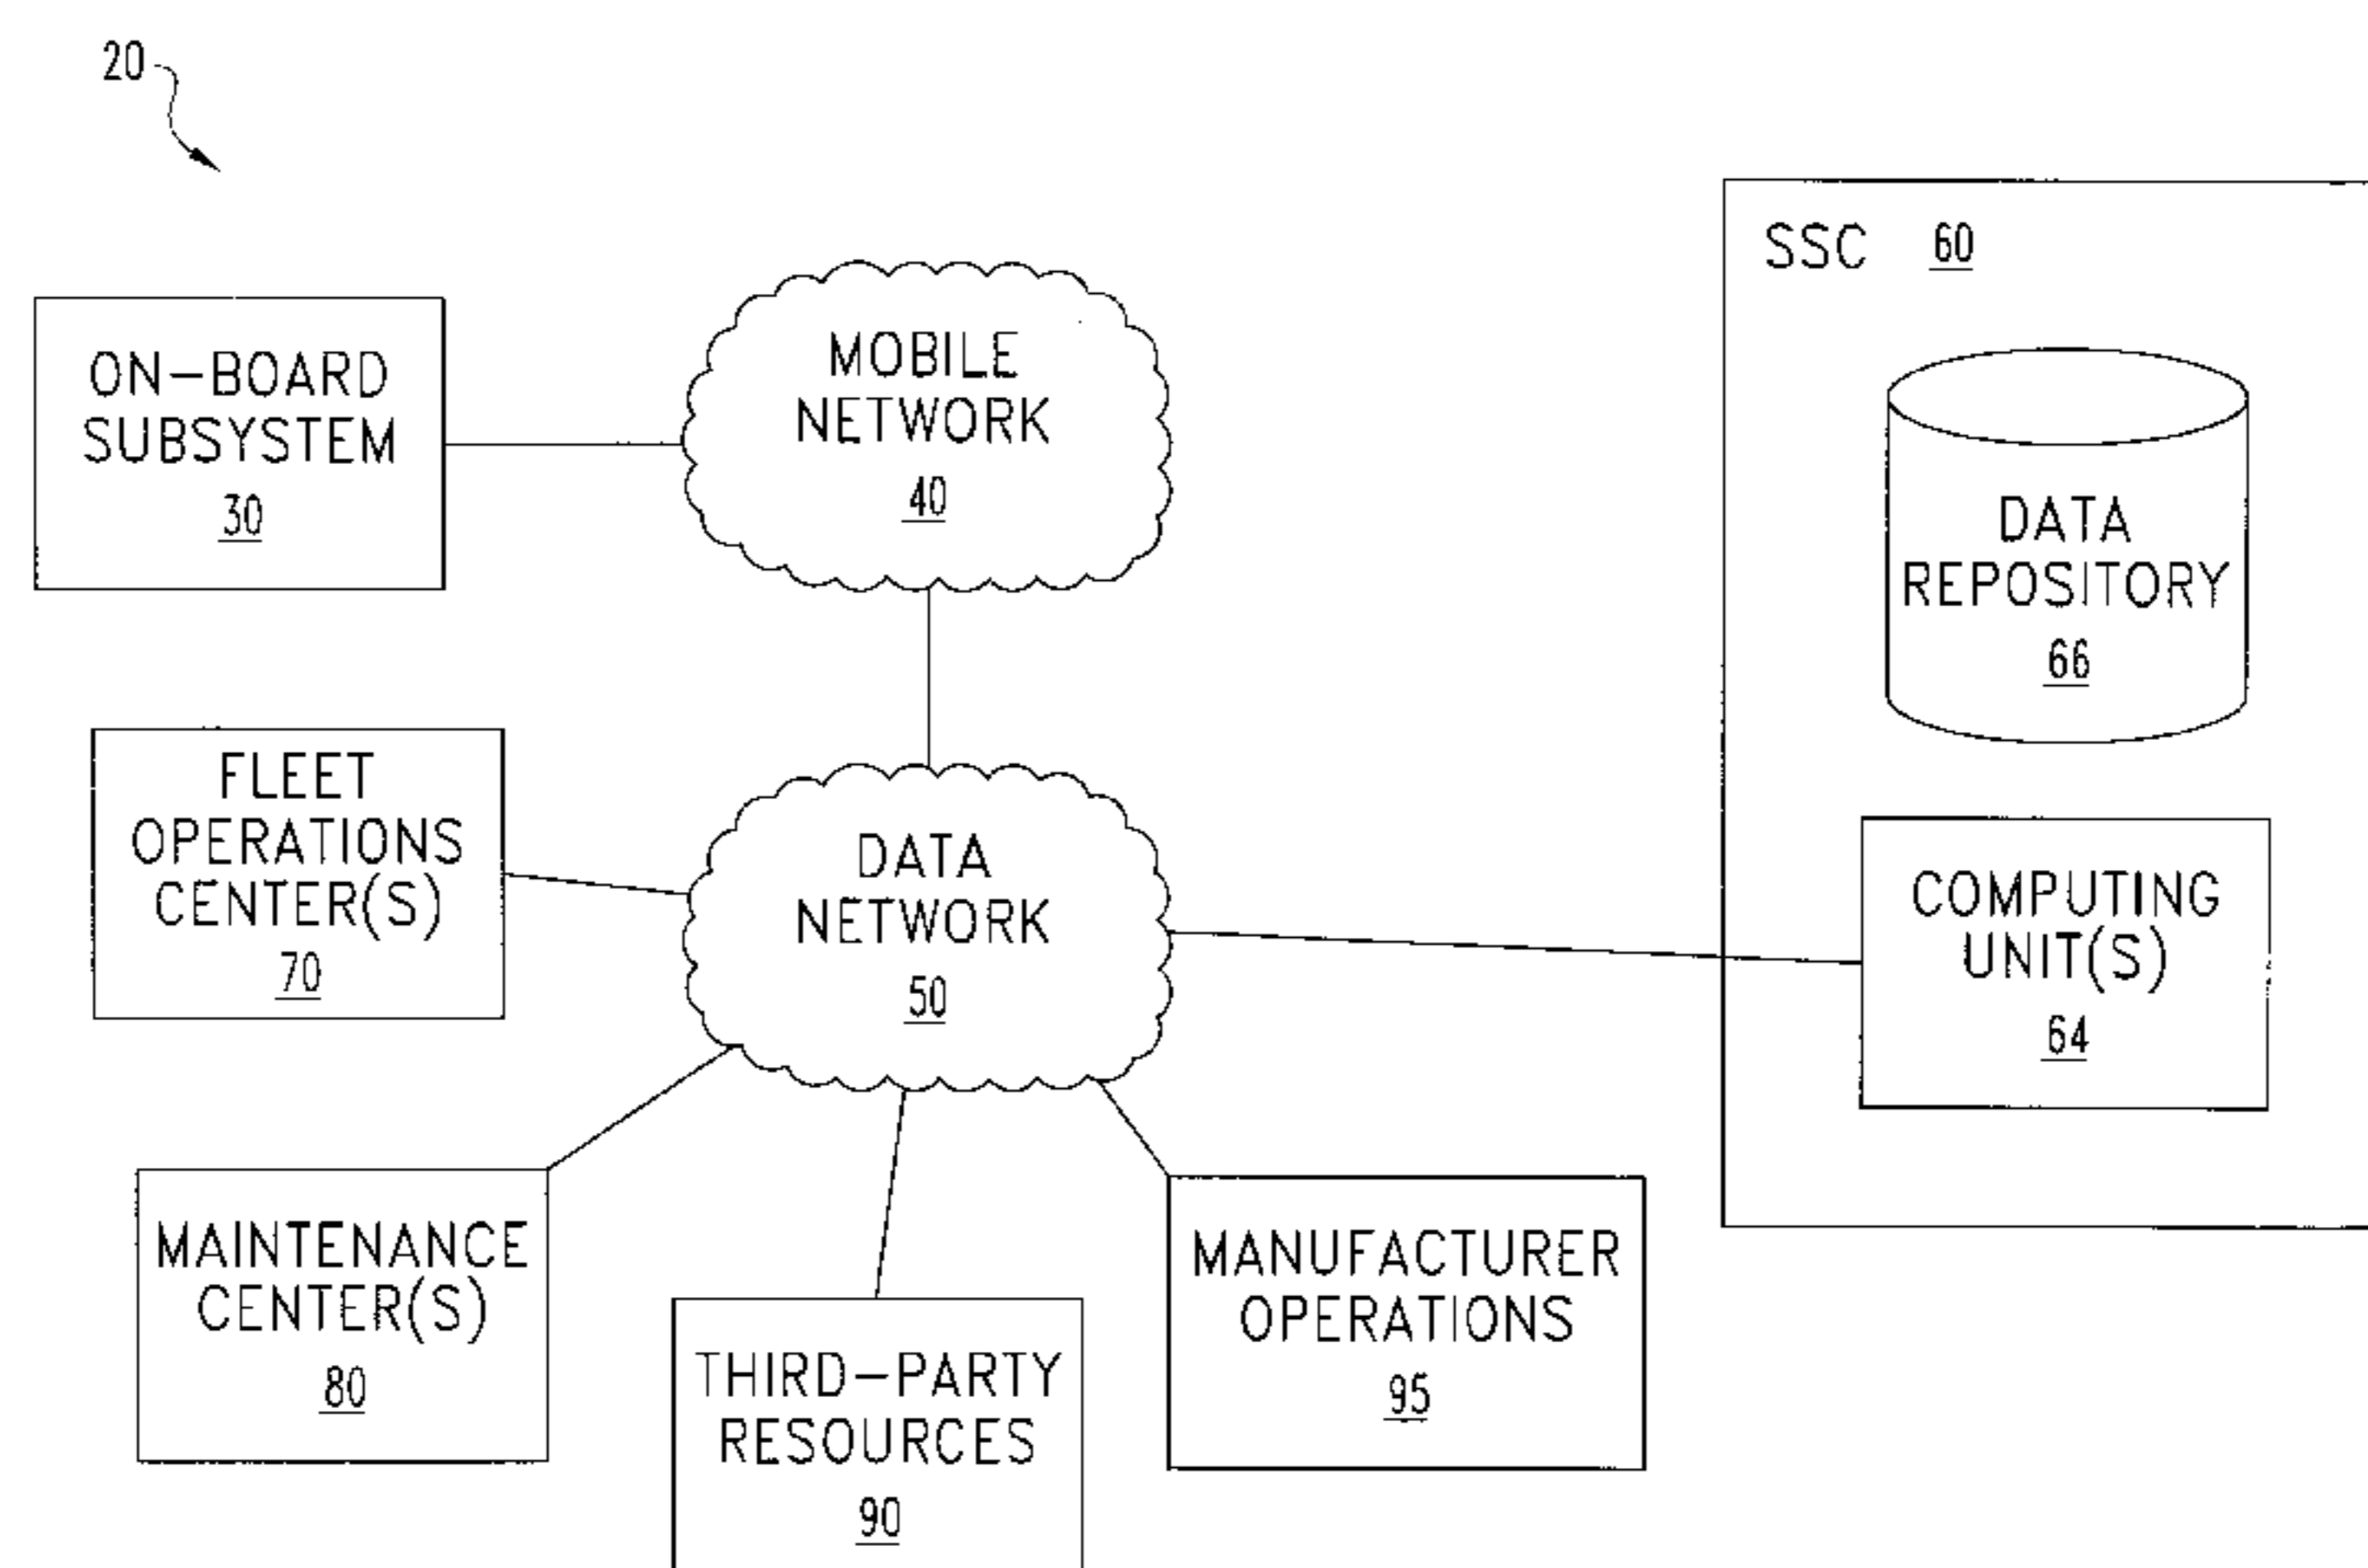 20
SSC 60
ON-BOARD
SUBSYSTEM
30
MOBILE
NETWORK
40
DATA
REPOSITORY
66
FLEET
OPERATIONS
CENTER(S)
70
DATA
NETWORK
50
COMPUTING
UNIT(S)
64
MAINTENANCE
CENTER(S)
80
THIRD-PARTY
RESOURCES
90
MANUFACTURER
OPERATIONS
95